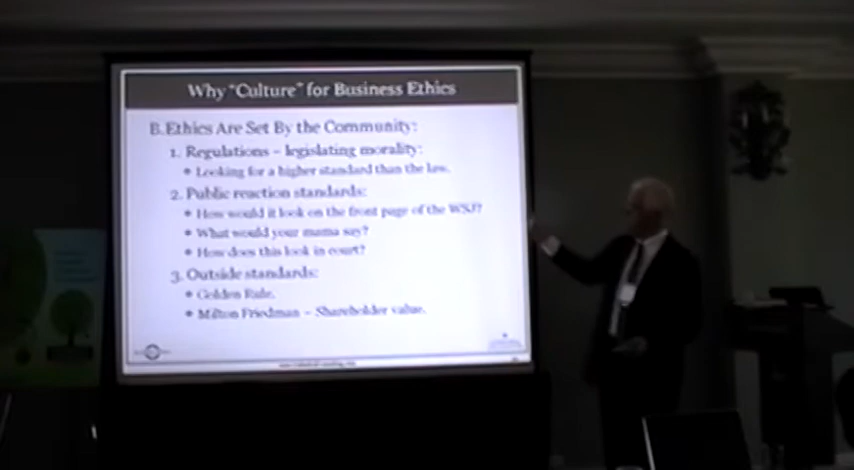 Why "Culture" for Business Ethics
B. Ethics Are Set By the Community:
1. Regulations – legislating morality:
• Looking for a higher standard than the law.
2. Public reaction standards:
• How would it look on the front page of the WSJ?
• What would your mama say?
• How does this look in court?
3. Outside standards:
• Golden Rule.
• Milton Friedman – Shareholder value.